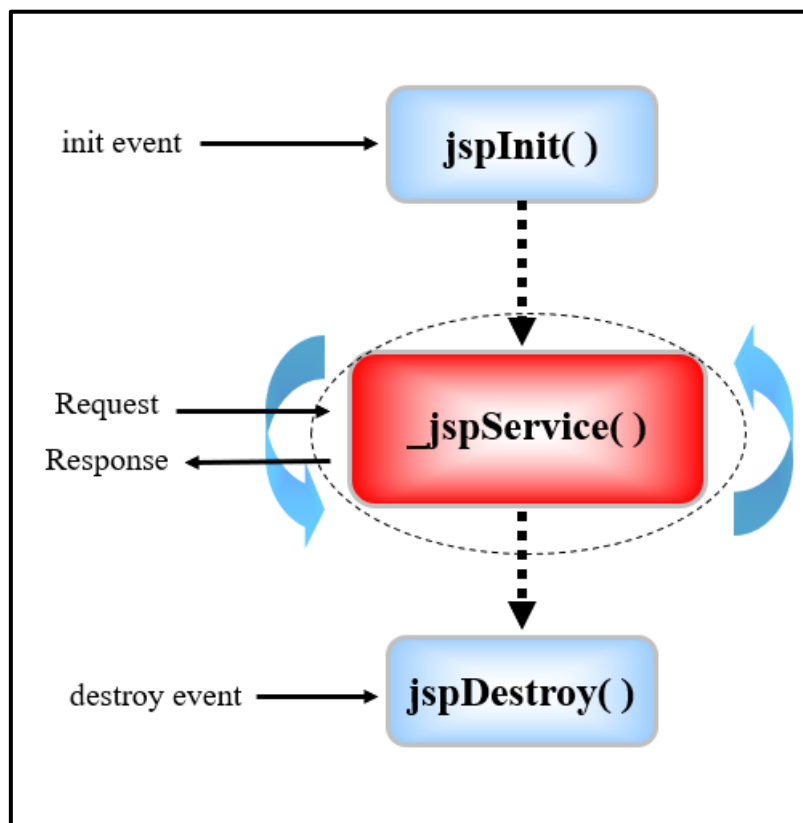 init event
jspInit( )
Request
_jspService( )
Response
destroy event
jspDestroy( )